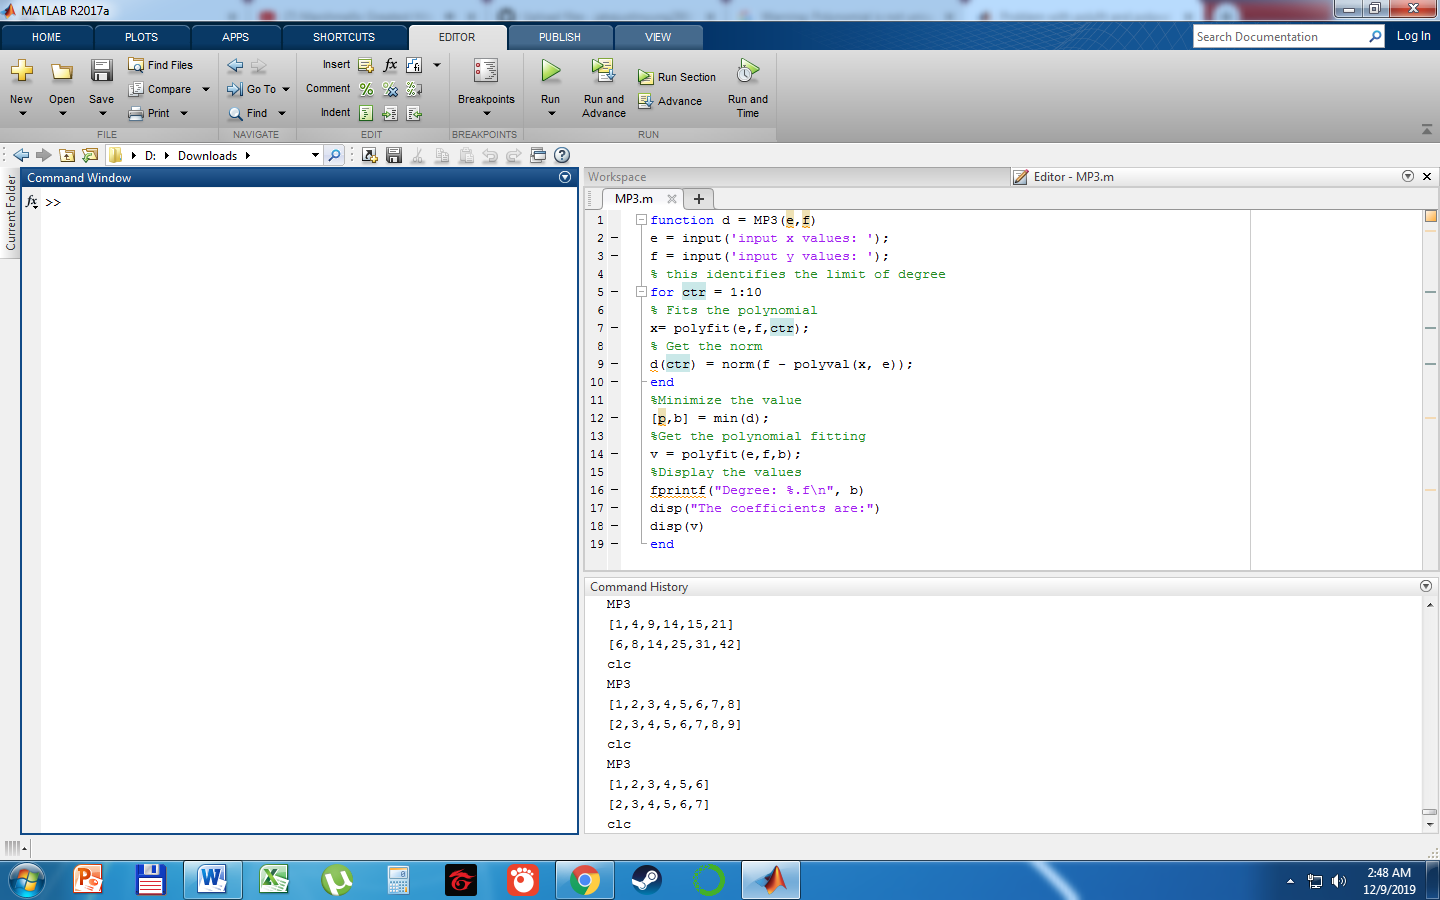 MATLAB R2017a
HOME PLOTS APPS SHORTCUTS EDITOR PUBLISH VIEW
Search Documentation Log In
New Open Save Find Files Compare Print
Go To Find
Insert fx
Comment
Indent
Breakpoints
Run Run and Advance Run Section Advance Run and Time
FILE NAVIGATE EDIT BREAKPOINTS RUN
D: Downloads
Current Folder
Command Window
fx >>
Workspace
Editor - MP3.m
MP3.m
1 function d = MP3(e,f)
2 e = input('input x values: ');
3 f = input('input y values: ');
4 % this identifies the limit of degree
5 for ctr = 1:10
6 % Fits the polynomial
7 x= polyfit(e,f,ctr);
8 % Get the norm
9 d(ctr) = norm(f - polyval(x, e));
10 end
11 %Minimize the value
12 [p,b] = min(d);
13 %Get the polynomial fitting
14 v = polyfit(e,f,b);
15 %Display the values
16 fprintf("Degree: %.f\n", b)
17 disp("The coefficients are:")
18 disp(v)
19 end
Command History
MP3
[1,4,9,14,15,21]
[6,8,14,25,31,42]
clc
MP3
[1,2,3,4,5,6,7,8]
[2,3,4,5,6,7,8,9]
clc
MP3
[1,2,3,4,5,6]
[2,3,4,5,6,7]
clc
2:48 AM
12/9/2019